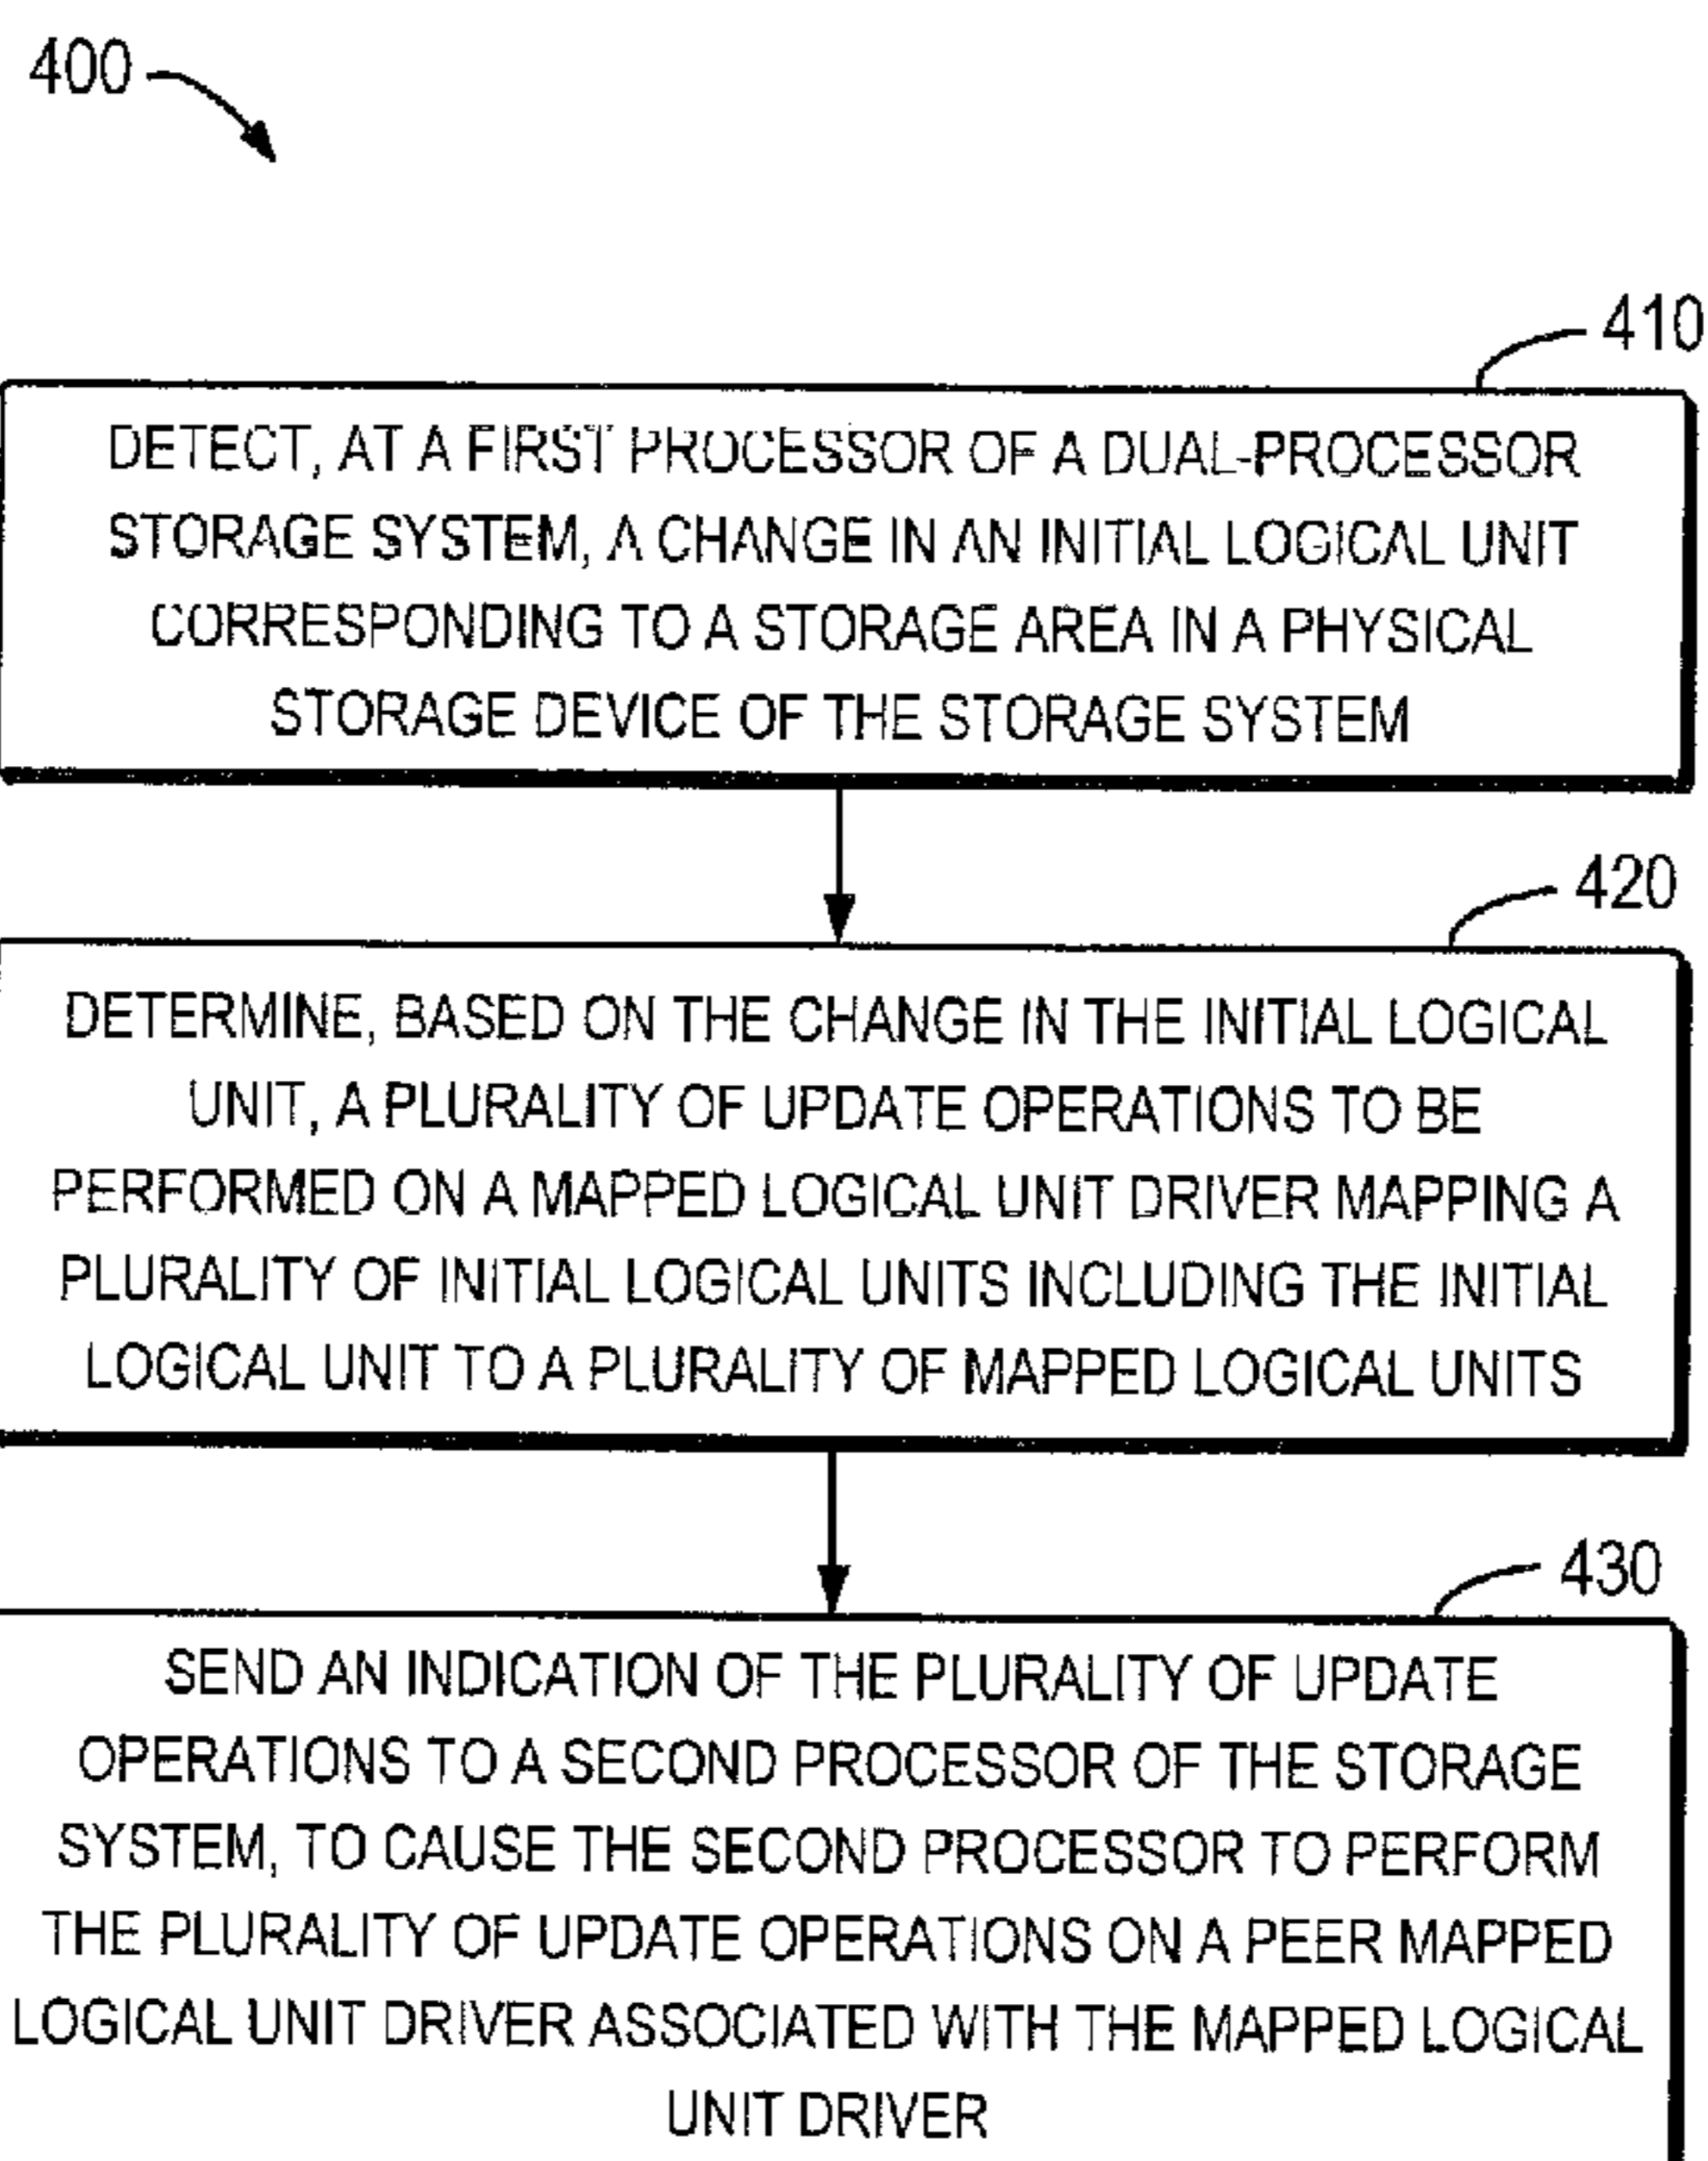 400
410
DETECT, AT A FIRST PROCESSOR OF A DUAL-PROCESSOR
STORAGE SYSTEM, A CHANGE IN AN INITIAL LOGICAL UNIT
CORRESPONDING TO A STORAGE AREA IN A PHYSICAL
STORAGE DEVICE OF THE STORAGE SYSTEM
420
DETERMINE, BASED ON THE CHANGE IN THE INITIAL LOGICAL
UNIT, A PLURALITY OF UPDATE OPERATIONS TO BE
PERFORMED ON A MAPPED LOGICAL UNIT DRIVER MAPPING A
PLURALITY OF INITIAL LOGICAL UNITS INCLUDING THE INITIAL
LOGICAL UNIT TO A PLURALITY OF MAPPED LOGICAL UNITS
430
SEND AN INDICATION OF THE PLURALITY OF UPDATE
OPERATIONS TO A SECOND PROCESSOR OF THE STORAGE
SYSTEM, TO CAUSE THE SECOND PROCESSOR TO PERFORM
THE PLURALITY OF UPDATE OPERATIONS ON A PEER MAPPED
LOGICAL UNIT DRIVER ASSOCIATED WITH THE MAPPED LOGICAL
UNIT DRIVER